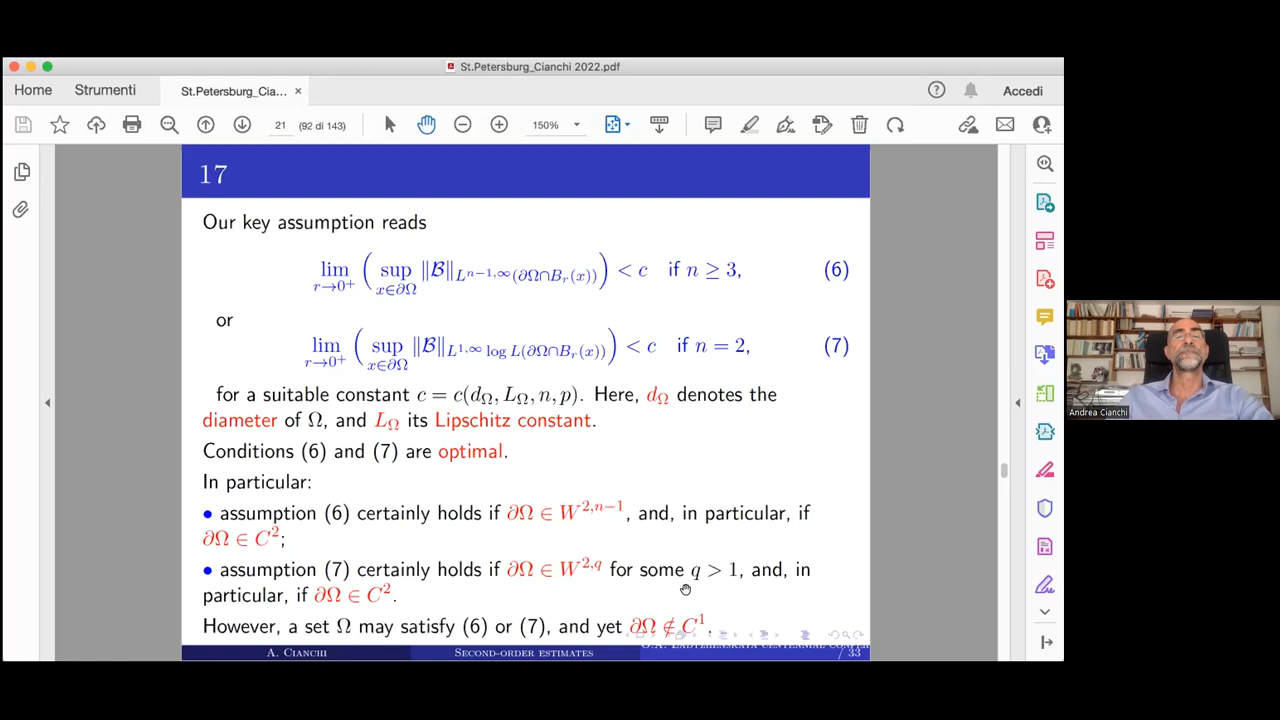 St.Petersburg_Cianchi 2022.pdf
Home Strumenti St.Petersburg_Cia... × Accedi
21 (92 di 143) 150%
17
Our key assumption reads
lim_{r→0⁺} ( sup_{x∈∂Ω} ‖𝓑‖_{L^{n−1,∞}(∂Ω∩B_r(x))} ) < c if n ≥ 3, (6)
or
lim_{r→0⁺} ( sup_{x∈∂Ω} ‖𝓑‖_{L^{1,∞} log L(∂Ω∩B_r(x))} ) < c if n = 2, (7)
for a suitable constant c = c(d_Ω, L_Ω, n, p). Here, d_Ω denotes the
diameter of Ω, and L_Ω its Lipschitz constant.
Conditions (6) and (7) are optimal.
In particular:
• assumption (6) certainly holds if ∂Ω ∈ W^{2,n−1}, and, in particular, if
∂Ω ∈ C²;
• assumption (7) certainly holds if ∂Ω ∈ W^{2,q} for some q > 1, and, in
particular, if ∂Ω ∈ C².
However, a set Ω may satisfy (6) or (7), and yet ∂Ω ∉ C¹.
A. Cianchi Second-order estimates / 33
Andrea Cianchi